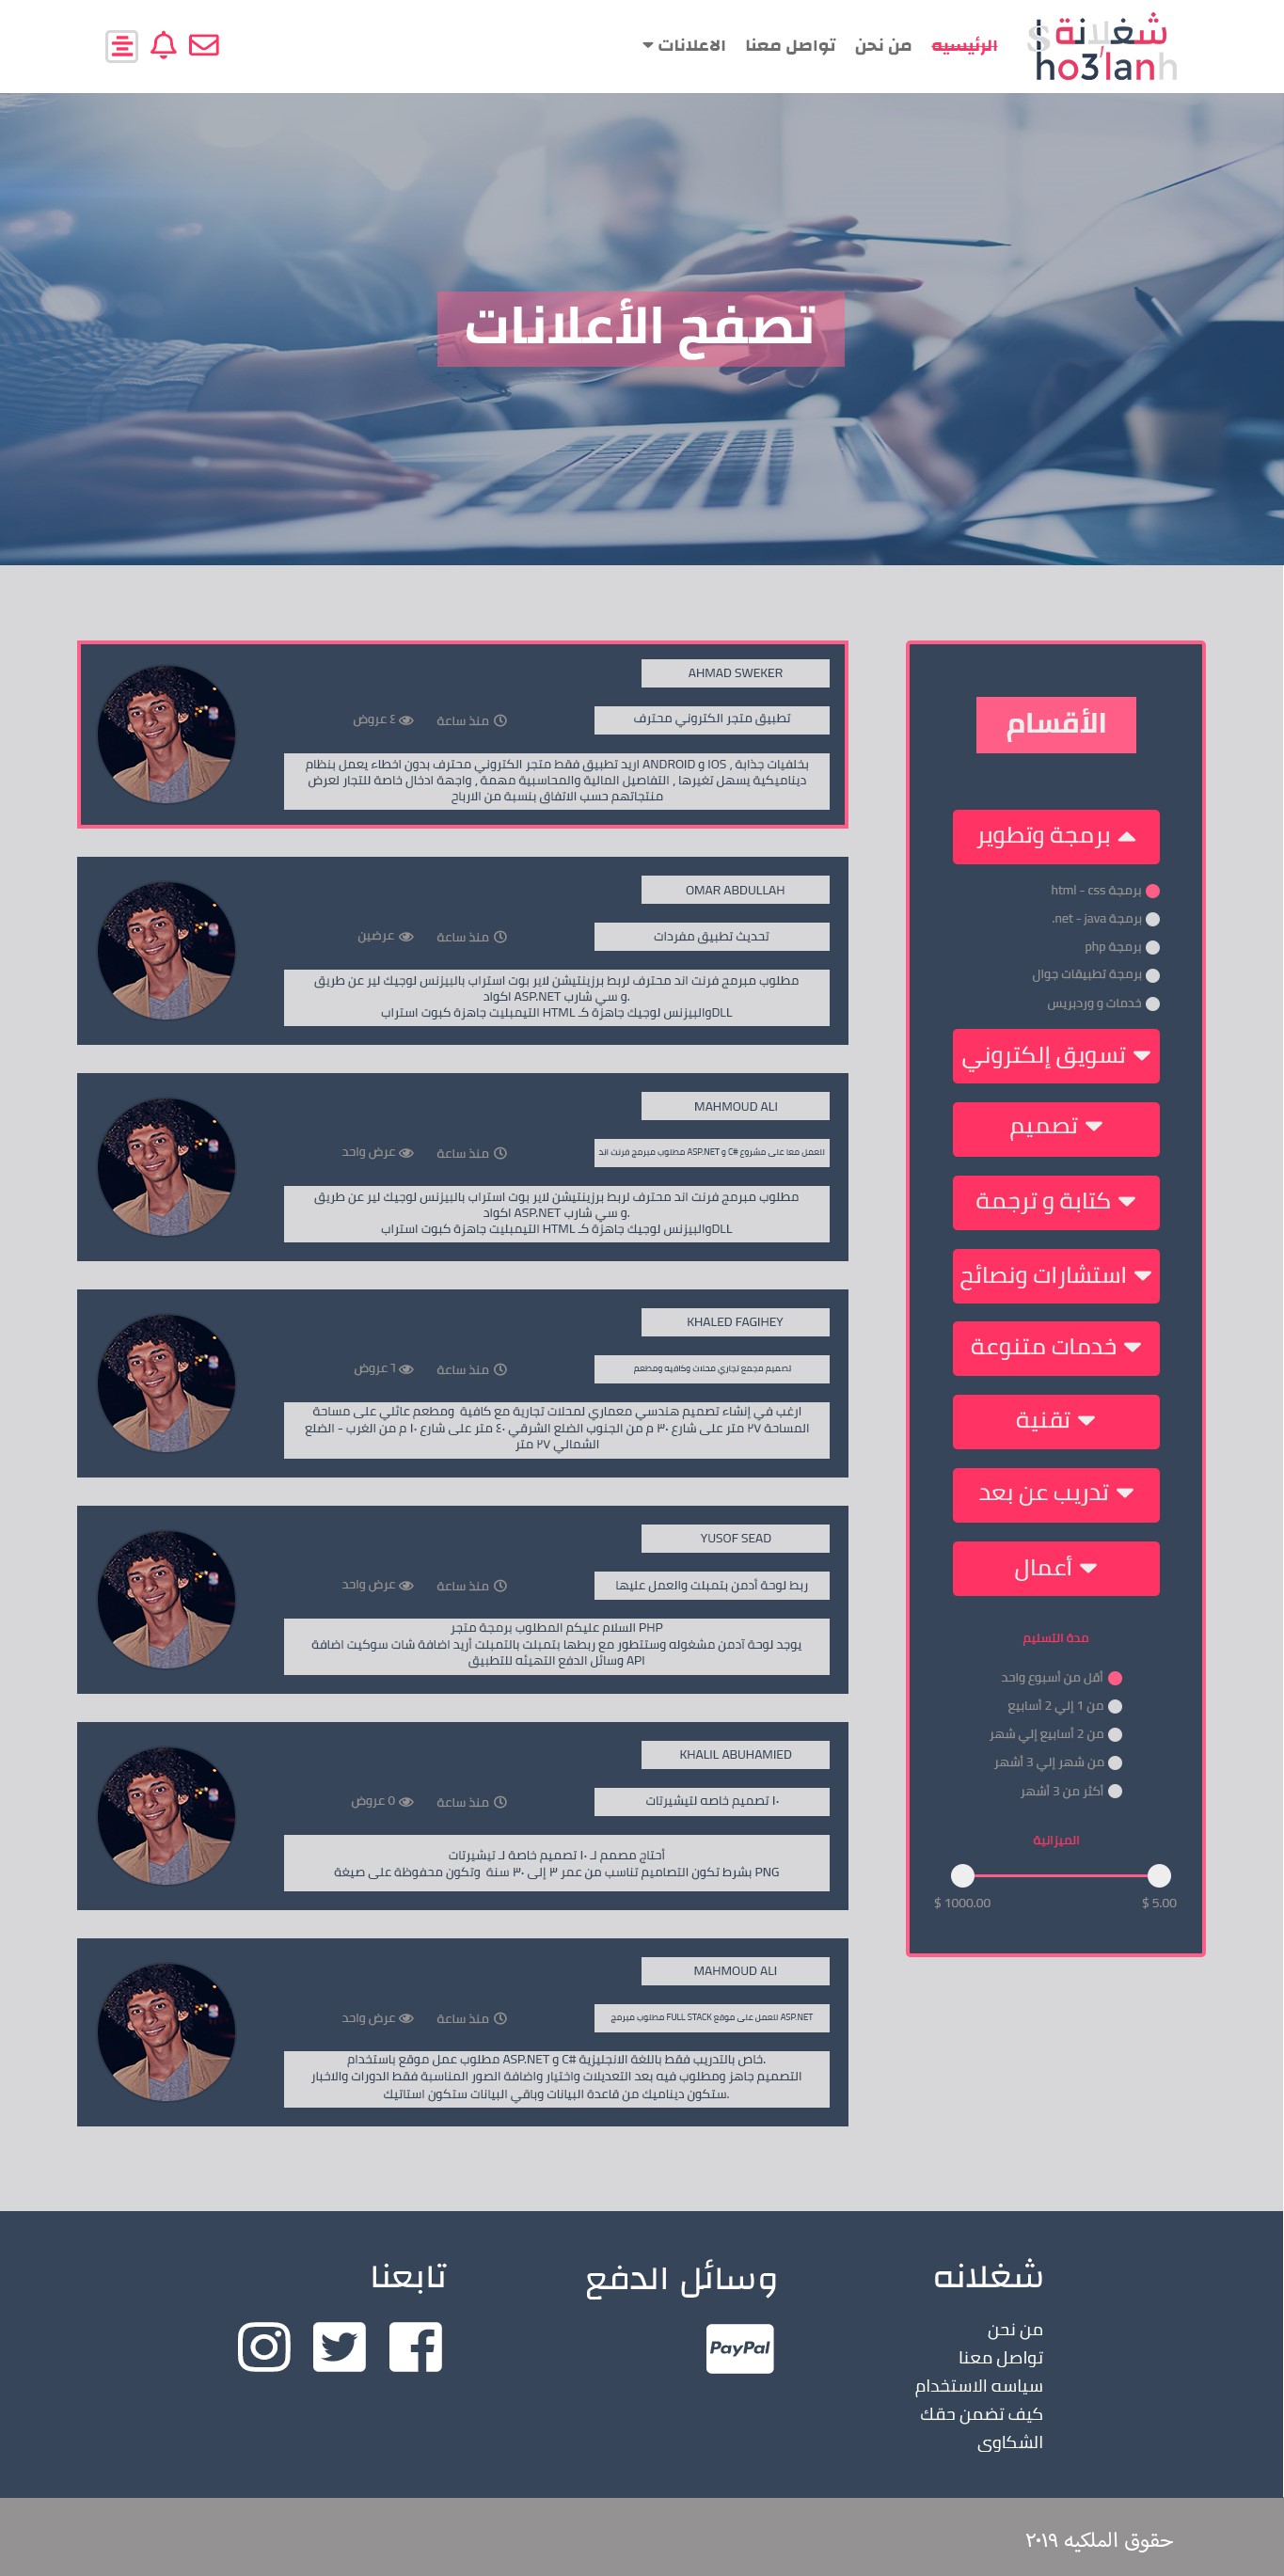 شغلانة
$ho3lanh
الرئيسيه
من نحن
تواصل معنا
الاعلانات
تصفح الأعلانات
الأقسام
برمجة وتطوير
برمجة html - css
برمجة net - java.
برمجة php
برمجة تطبيقات جوال
خدمات و وردبريس
تسويق إلكتروني
تصميم
كتابة و ترجمة
استشارات ونصائح
خدمات متنوعة
تقنية
تدريب عن بعد
أعمال
مدة التسليم
أقل من أسبوع واحد
من 1 إلي 2 أسابيع
من 2 أسابيع إلي شهر
من شهر إلي 3 أشهر
أكثر من 3 أشهر
الميزانية
$ 5.00
$ 1000.00
AHMAD SWEKER
تطبيق متجر الكتروني محترف
منذ ساعة
٤ عروض
بخلفيات جذابة , IOS و ANDROID اريد تطبيق فقط متجر الكتروني محترف بدون اخطاء يعمل بنظام
ديناميكية يسهل تغيرها , التفاصيل المالية والمحاسبية مهمة , واجهة ادخال خاصة للتجار لعرض
منتجاتهم حسب الاتفاق بنسبة من الارباح
OMAR ABDULLAH
تحديث تطبيق مفردات
منذ ساعة
عرضين
مطلوب مبرمج فرنت اند محترف لربط برزينتيشن لاير بوت استراب بالبيزنس لوجيك لير عن طريق
.و سي شارب ASP.NET اكواد
والبيزنس لوجيك جاهزة كـ HTML التيمبليت جاهزة كبوت استرابDLL
MAHMOUD ALI
للعمل معا على مشروع #C و ASP.NET مطلوب مبرمج فرنت اند
منذ ساعة
عرض واحد
مطلوب مبرمج فرنت اند محترف لربط برزينتيشن لاير بوت استراب بالبيزنس لوجيك لير عن طريق
.و سي شارب ASP.NET اكواد
والبيزنس لوجيك جاهزة كـ HTML التيمبليت جاهزة كبوت استرابDLL
KHALED FAGIHEY
تصميم مجمع تجاري محلات وكافيه ومطعم
منذ ساعة
٦ عروض
ارغب في إنشاء تصميم هندسي معماري لمحلات تجارية مع كافية ومطعم عائلي على مساحة
المساحة ٢٧ متر على شارع ٣٠ م من الجنوب الضلع الشرقي ٤٠ متر على شارع ١٠ م من الغرب - الضلع
الشمالي ٢٧ متر
YUSOF SEAD
ربط لوحة أدمن بتمبلت والعمل عليها
منذ ساعة
عرض واحد
السلام عليكم المطلوب برمجة متجر PHP
يوجد لوحة آدمن مشغوله وستتطور مع ربطها بتمبلت بالتمبلت أريد اضافة شات سوكيت اضافة
وسائل الدفع التهيئه للتطبيق API
KHALIL ABUHAMIED
١٠ تصميم خاصه لتيشيرتات
منذ ساعة
٥ عروض
أحتاج مصمم لـ ١٠ تصميم خاصة لـ تيشيرتات
بشرط تكون التصاميم تناسب من عمر ٣ إلى ٣٠ سنة وتكون محفوظة على صيغة PNG
MAHMOUD ALI
للعمل على موقع FULL STACK مطلوب مبرمج ASP.NET
منذ ساعة
عرض واحد
.خاص بالتدريب فقط باللغة الانجليزية #C و ASP.NET مطلوب عمل موقع باستخدام
التصميم جاهز ومطلوب فيه بعد التعديلات واختيار واضافة الصور المناسبة فقط الدورات والاخبار
.ستكون ديناميك من قاعدة البيانات وباقي البيانات ستكون استاتيك
شغلانه
من نحن
تواصل معنا
سياسه الاستخدام
كيف تضمن حقك
الشكاوى
وسائل الدفع
PayPal
تابعنا
حقوق الملكيه ٢٠١٩